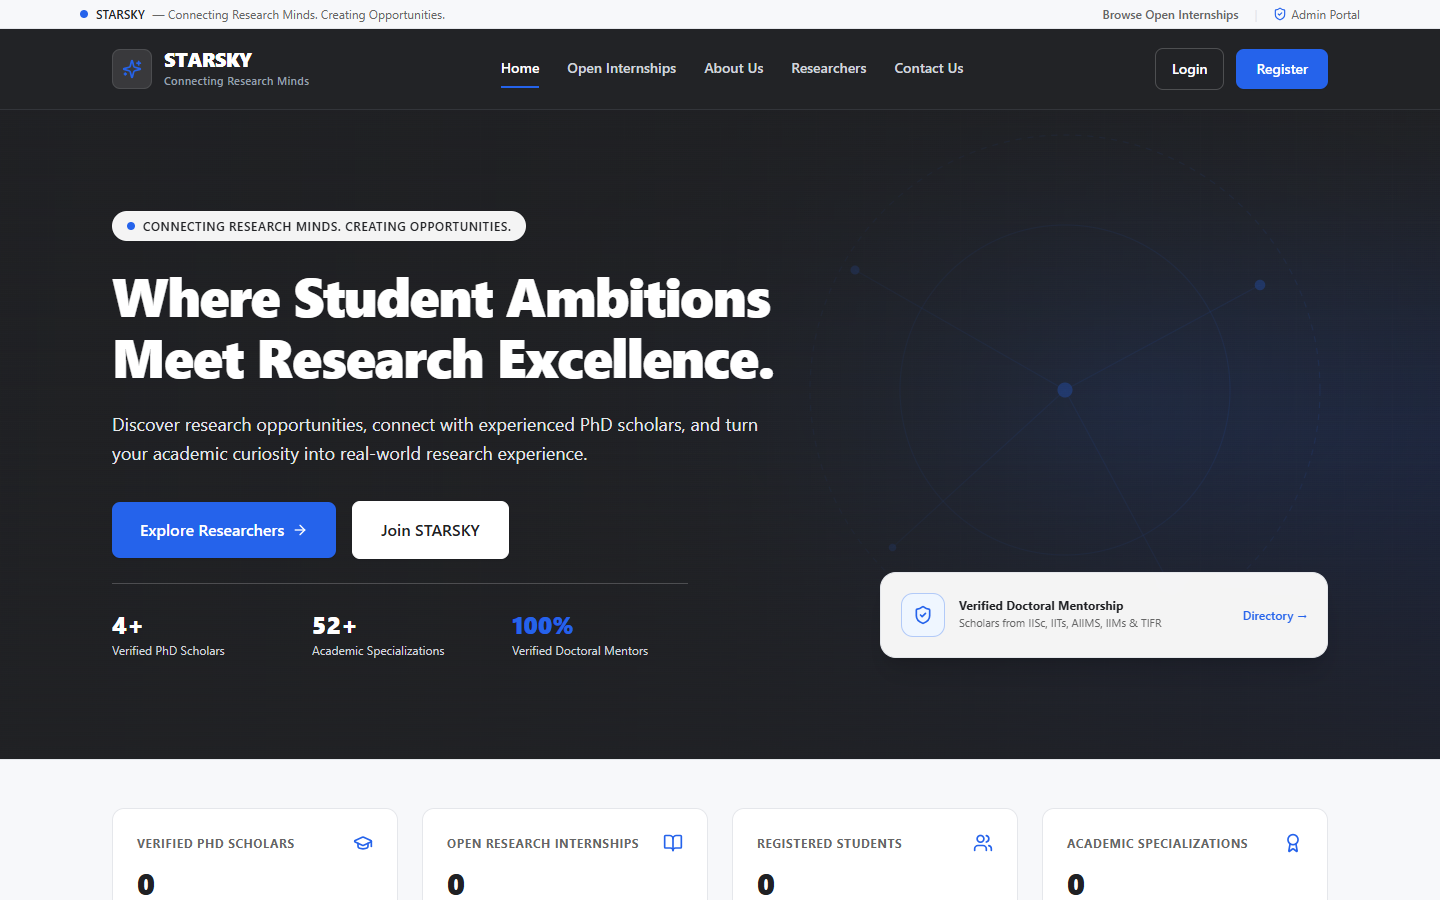 STARSKY — Connecting Research Minds. Creating Opportunities.
Browse Open Internships | Admin Portal
STARSKY
Connecting Research Minds
Home
Open Internships
About Us
Researchers
Contact Us
Login
Register
CONNECTING RESEARCH MINDS. CREATING OPPORTUNITIES.
Where Student Ambitions
Meet Research Excellence.
Discover research opportunities, connect with experienced PhD scholars, and turn
your academic curiosity into real-world research experience.
Explore Researchers →
Join STARSKY
4+
Verified PhD Scholars
52+
Academic Specializations
100%
Verified Doctoral Mentors
Verified Doctoral Mentorship
Scholars from IISc, IITs, AIIMS, IIMs & TIFR
Directory →
VERIFIED PHD SCHOLARS
0
OPEN RESEARCH INTERNSHIPS
0
REGISTERED STUDENTS
0
ACADEMIC SPECIALIZATIONS
0